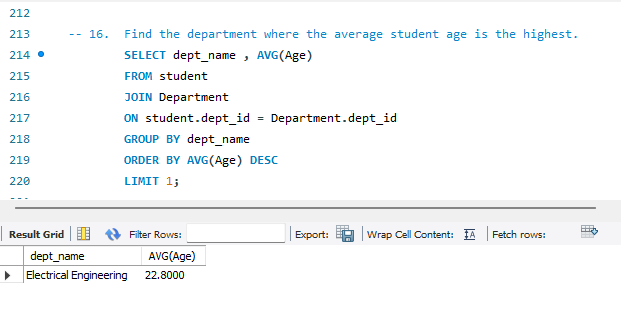 212
213 -- 16. Find the department where the average student age is the highest.
214 SELECT dept_name , AVG(Age)
215 FROM student
216 JOIN Department
217 ON student.dept_id = Department.dept_id
218 GROUP BY dept_name
219 ORDER BY AVG(Age) DESC
220 LIMIT 1;
Result Grid Filter Rows: Export: Wrap Cell Content: IA Fetch rows:
dept_name AVG(Age)
Electrical Engineering 22.8000